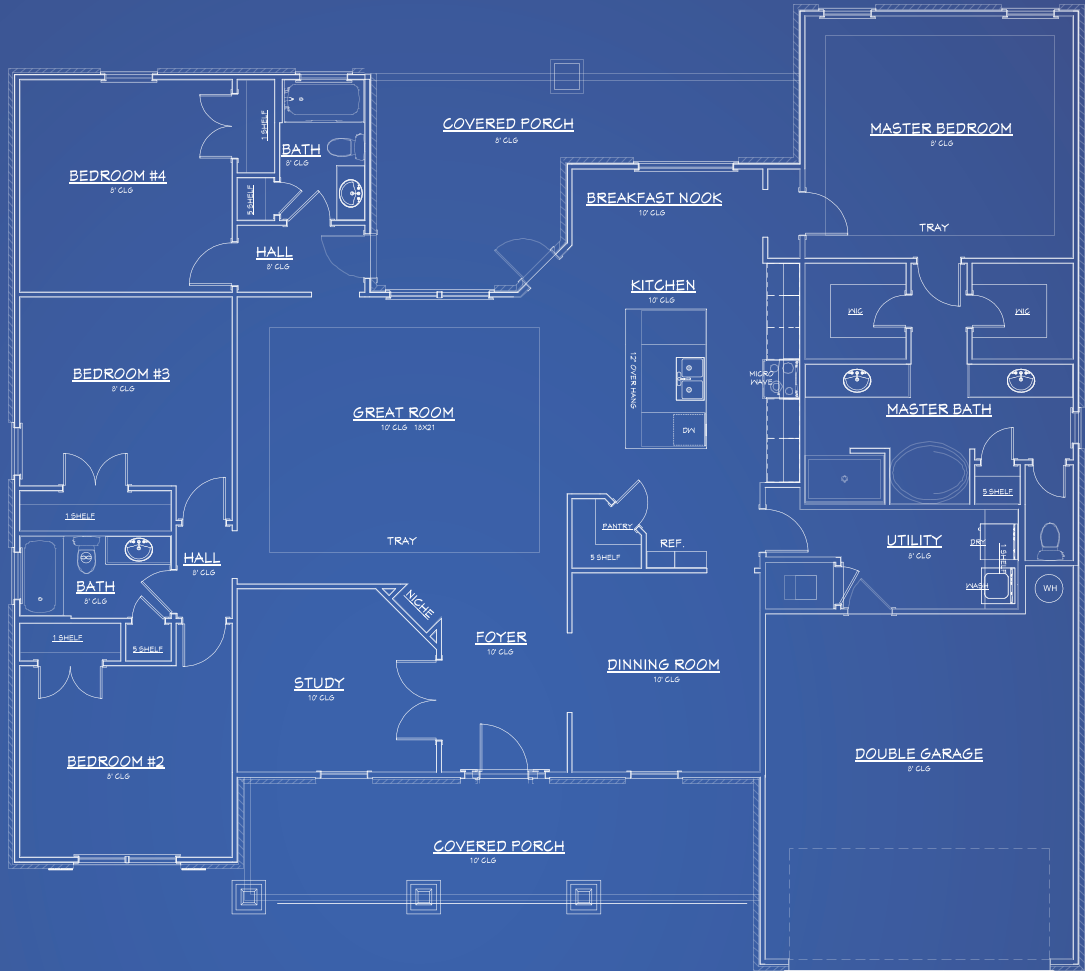 COVERED PORCH
8' CLG
MASTER BEDROOM
8' CLG
TRAY
1 SHELF
BATH
8' CLG
BEDROOM #4
8' CLG
5 SHELF
BREAKFAST NOOK
10' CLG
HALL
8' CLG
KITCHEN
10' CLG
WIC
WIC
12" OVER HANG
MICRO
WAVE
BEDROOM #3
8' CLG
GREAT ROOM
10' CLG 18X21
DW
MASTER BATH
TRAY
1 SHELF
5 SHELF
PANTRY
5 SHELF
REF.
UTILITY
8' CLG
DRY
1 SHELF
WASH
WH
HALL
8' CLG
BATH
8' CLG
NICHE
1 SHELF
5 SHELF
FOYER
10' CLG
DINNING ROOM
10' CLG
STUDY
10' CLG
BEDROOM #2
8' CLG
DOUBLE GARAGE
8' CLG
COVERED PORCH
10' CLG